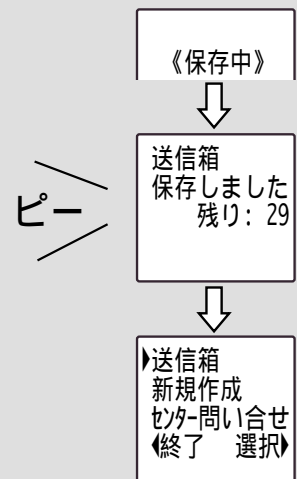 《保存中》
送信箱
保存しました
残り: 29
ピー
送信箱
新規作成
ｾﾝﾀｰ問い合せ
終了 選択